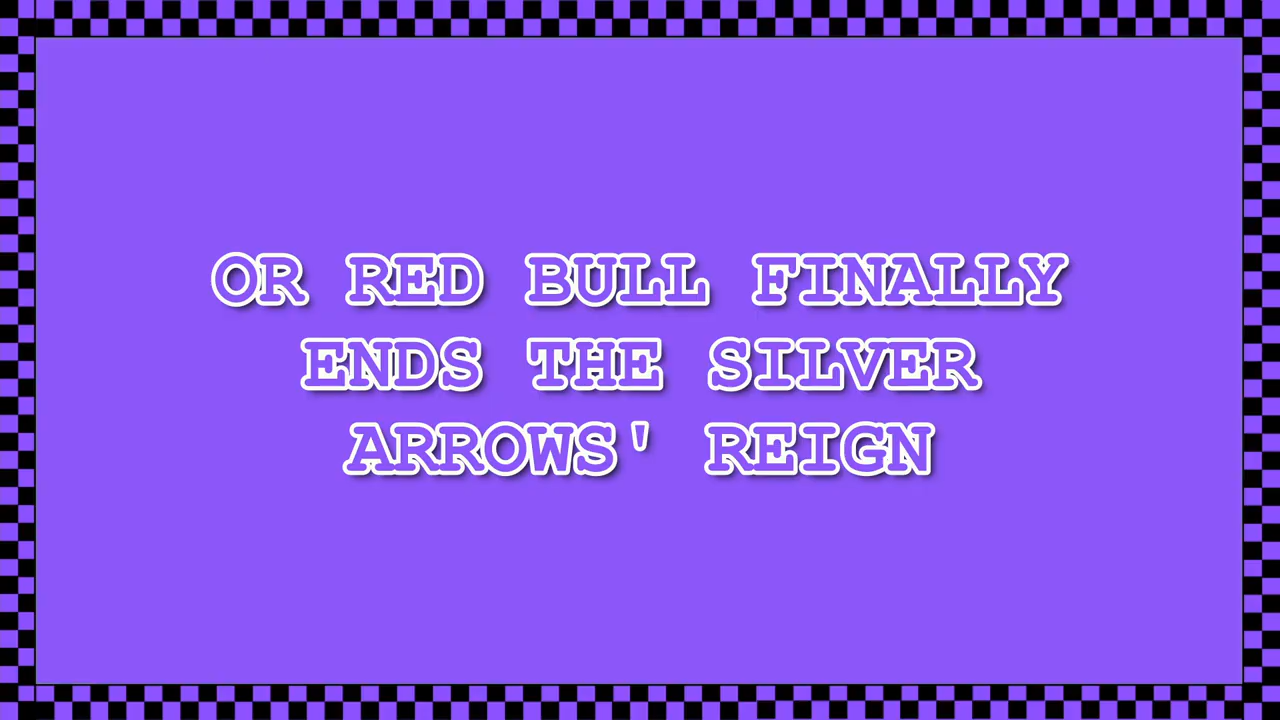 OR RED BULL FINALLY
ENDS THE SILVER
ARROWS' REIGN